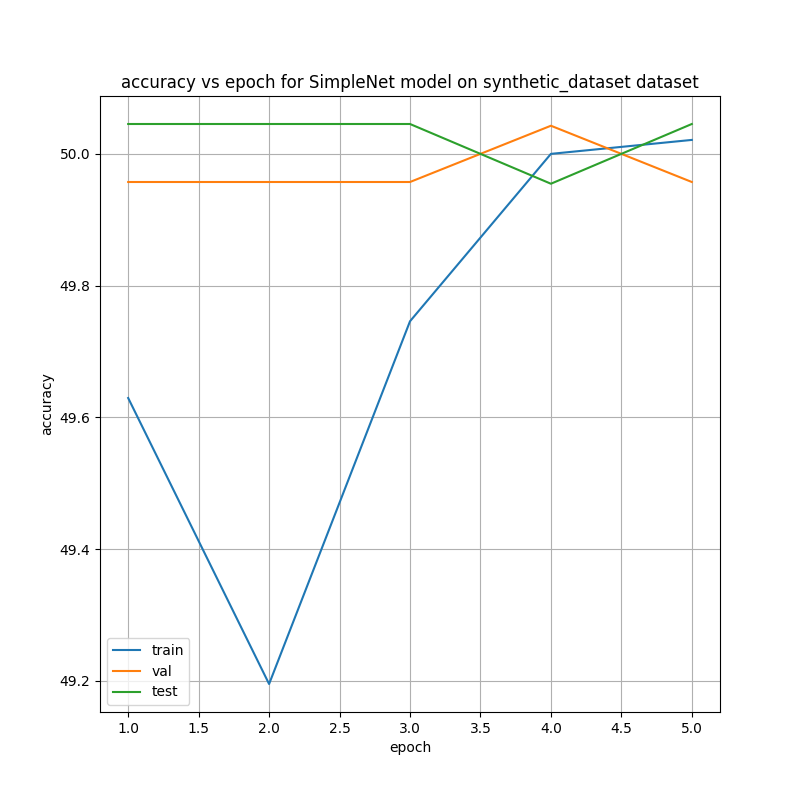 accuracy vs epoch for SimpleNet model on synthetic_dataset dataset
accuracy
50.0
49.8
49.6
49.4
49.2
train
val
test
1.0 1.5 2.0 2.5 3.0 3.5 4.0 4.5 5.0
epoch